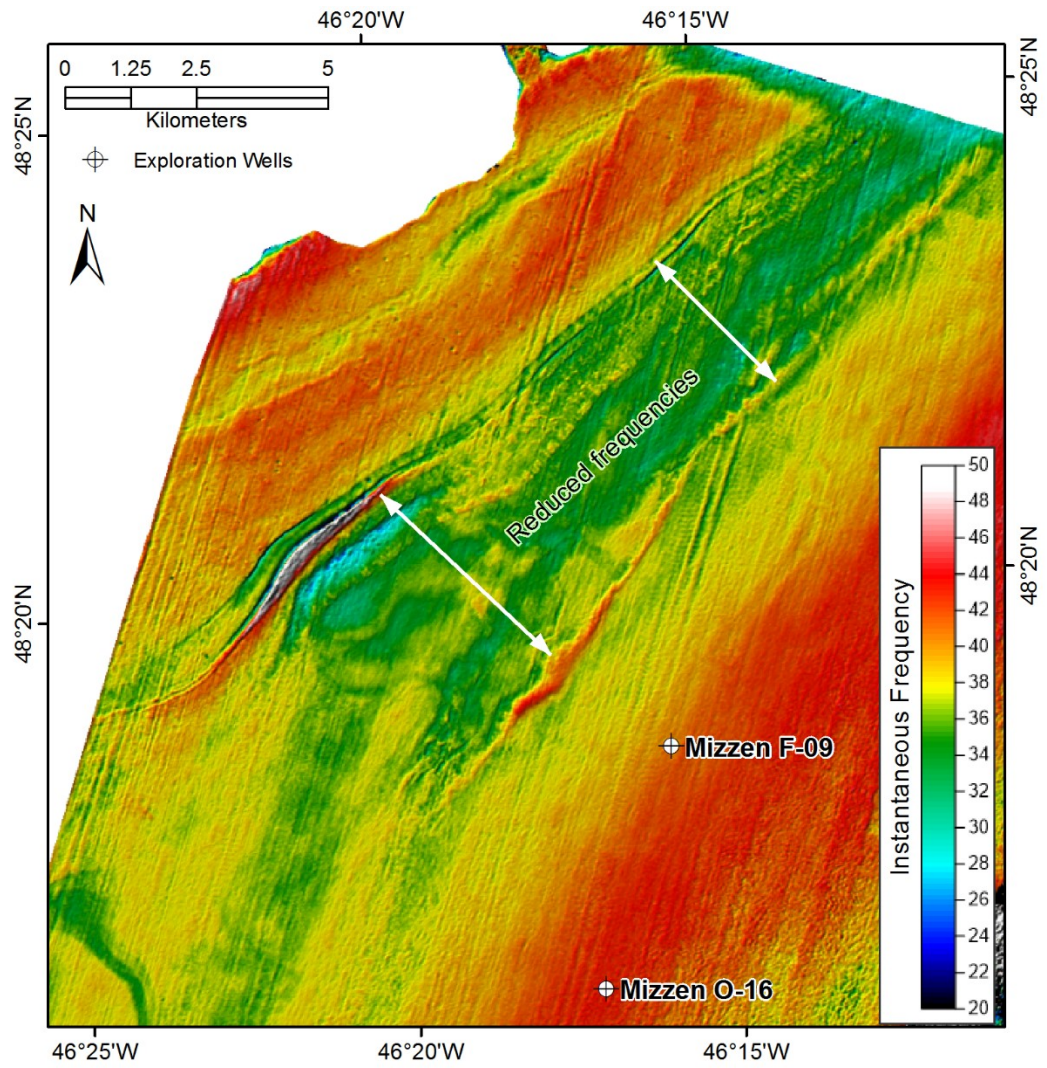 46°20'W
46°15'W
0 1.25 2.5 5
Kilometers
Exploration Wells
N
48°25'N
48°25'N
Reduced frequencies
48°20'N
48°20'N
Mizzen F-09
Mizzen O-16
Instantaneous Frequency
50
48
46
44
42
40
38
36
34
32
30
28
26
24
22
20
46°25'W
46°20'W
46°15'W